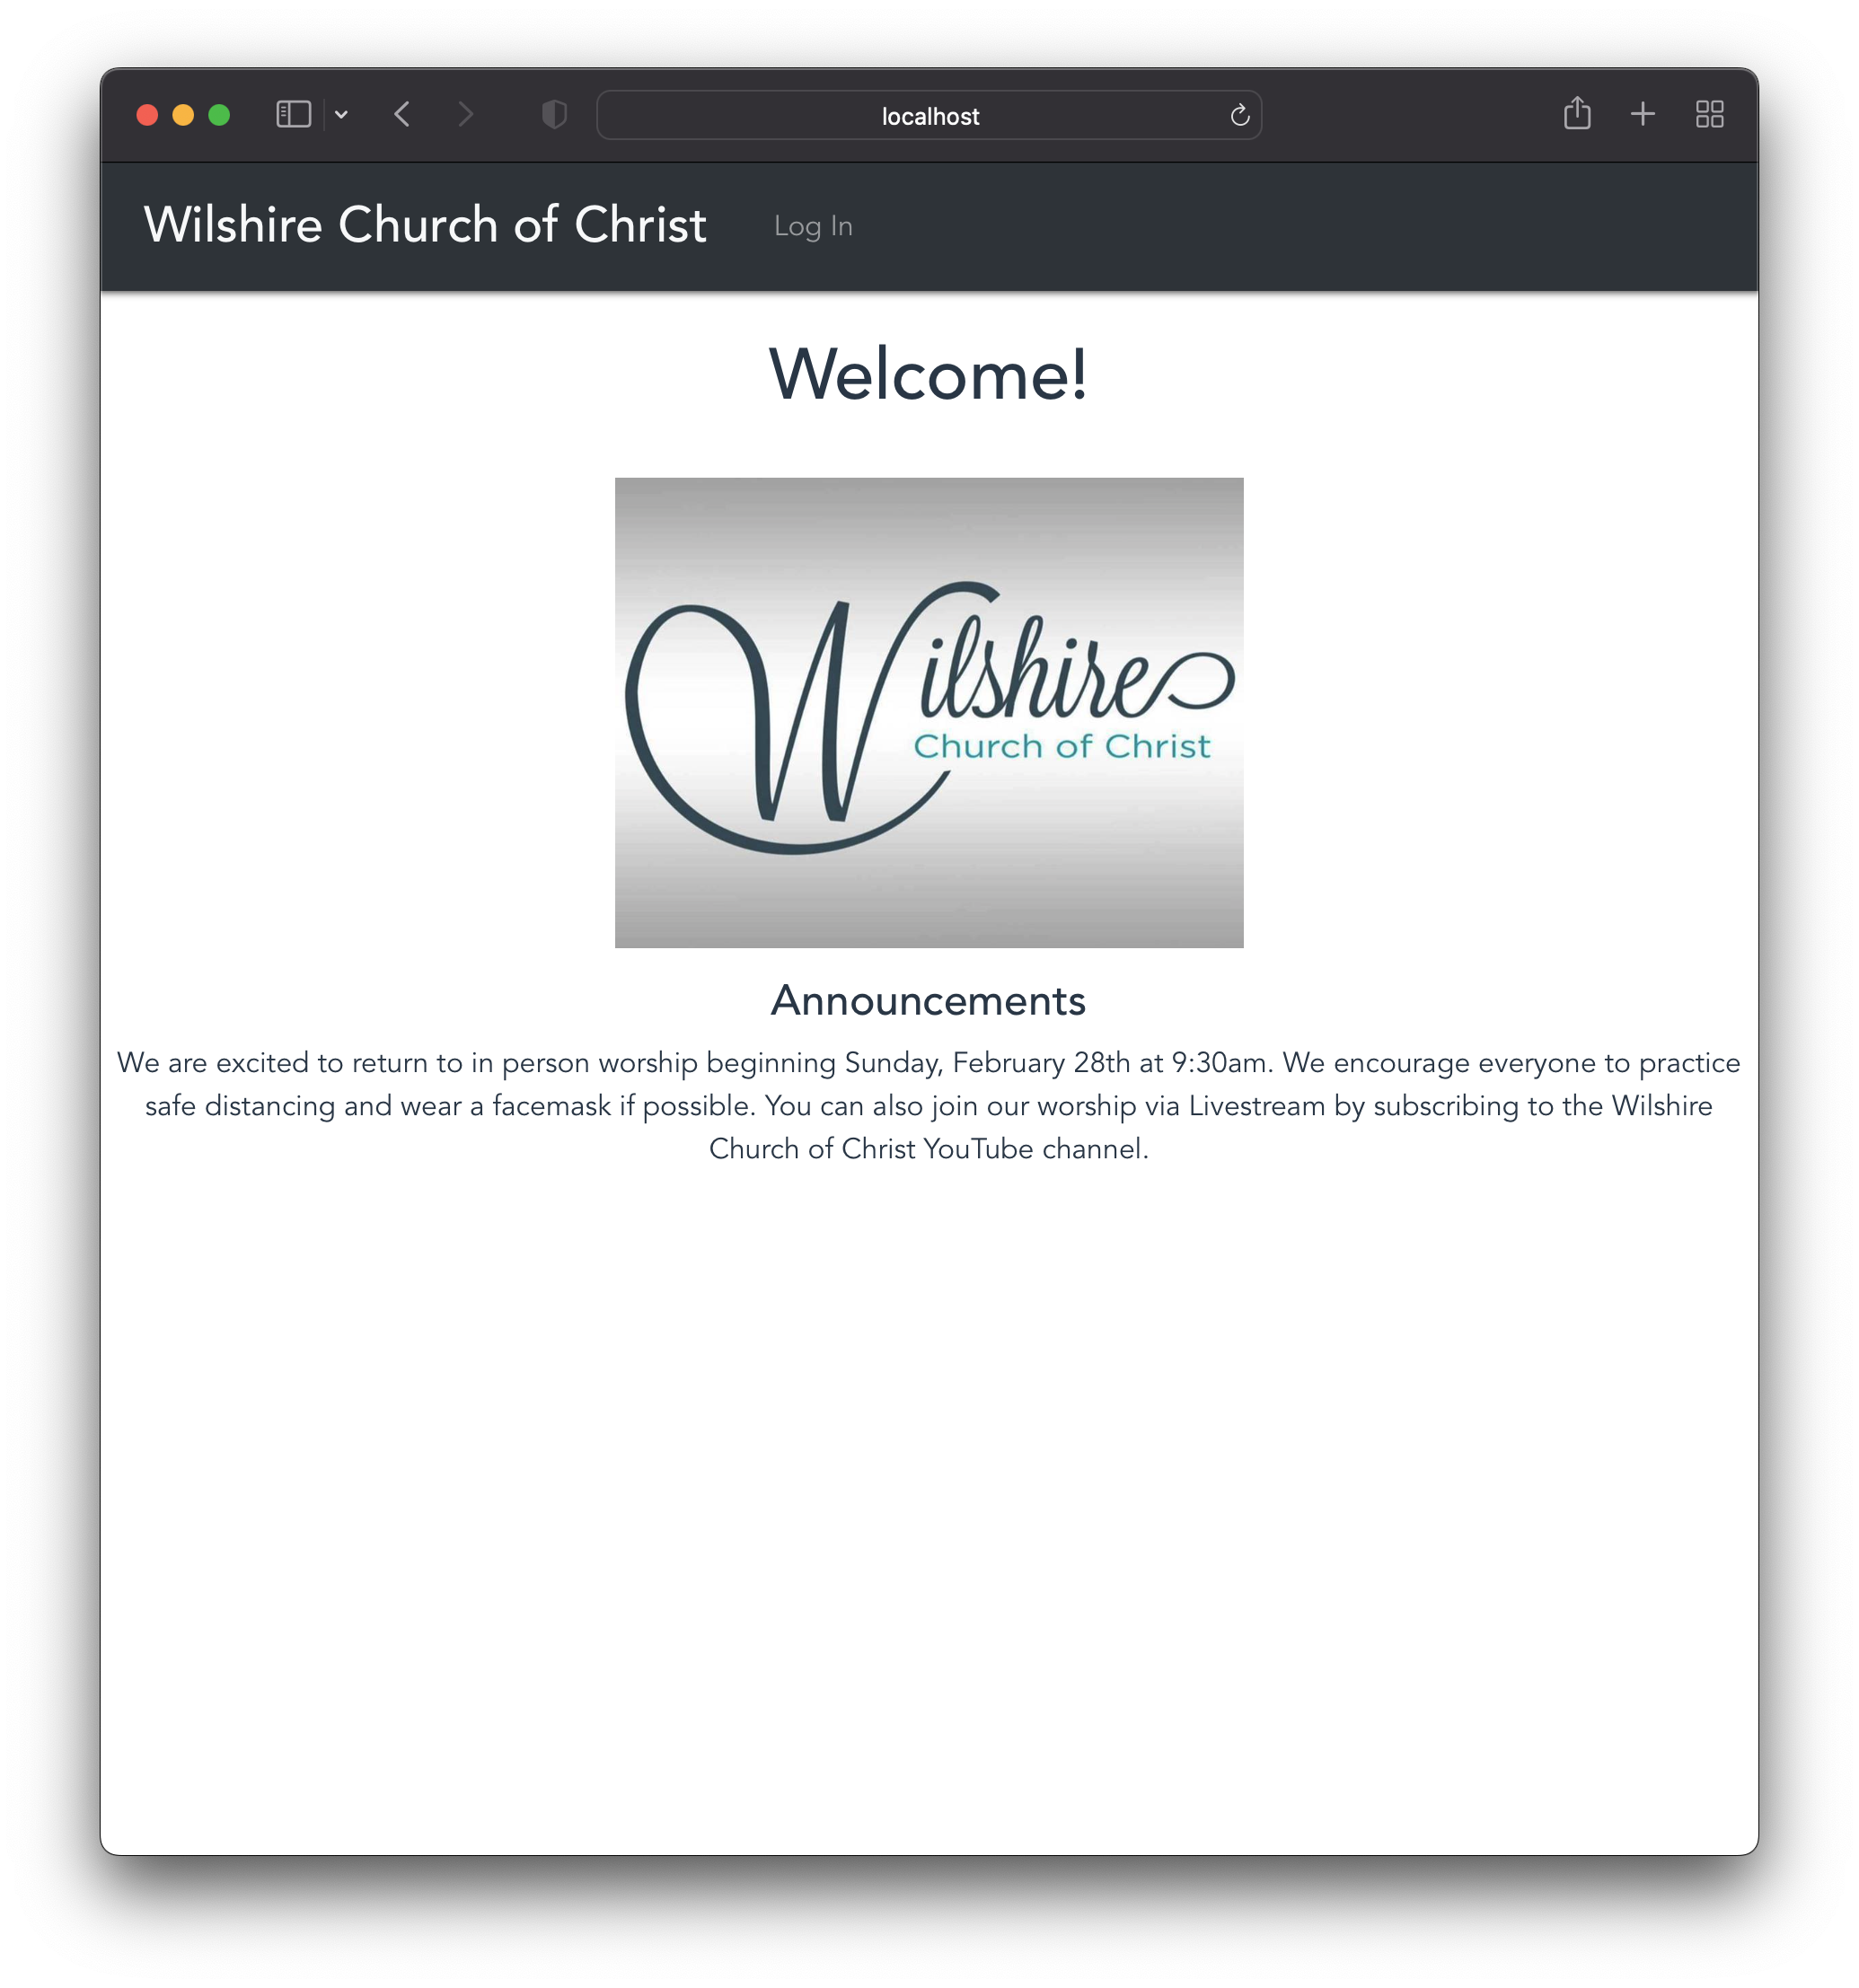 localhost
Wilshire Church of Christ Log In
Welcome!
Wilshire
Church of Christ
Announcements
We are excited to return to in person worship beginning Sunday, February 28th at 9:30am. We encourage everyone to practice
safe distancing and wear a facemask if possible. You can also join our worship via Livestream by subscribing to the Wilshire
Church of Christ YouTube channel.